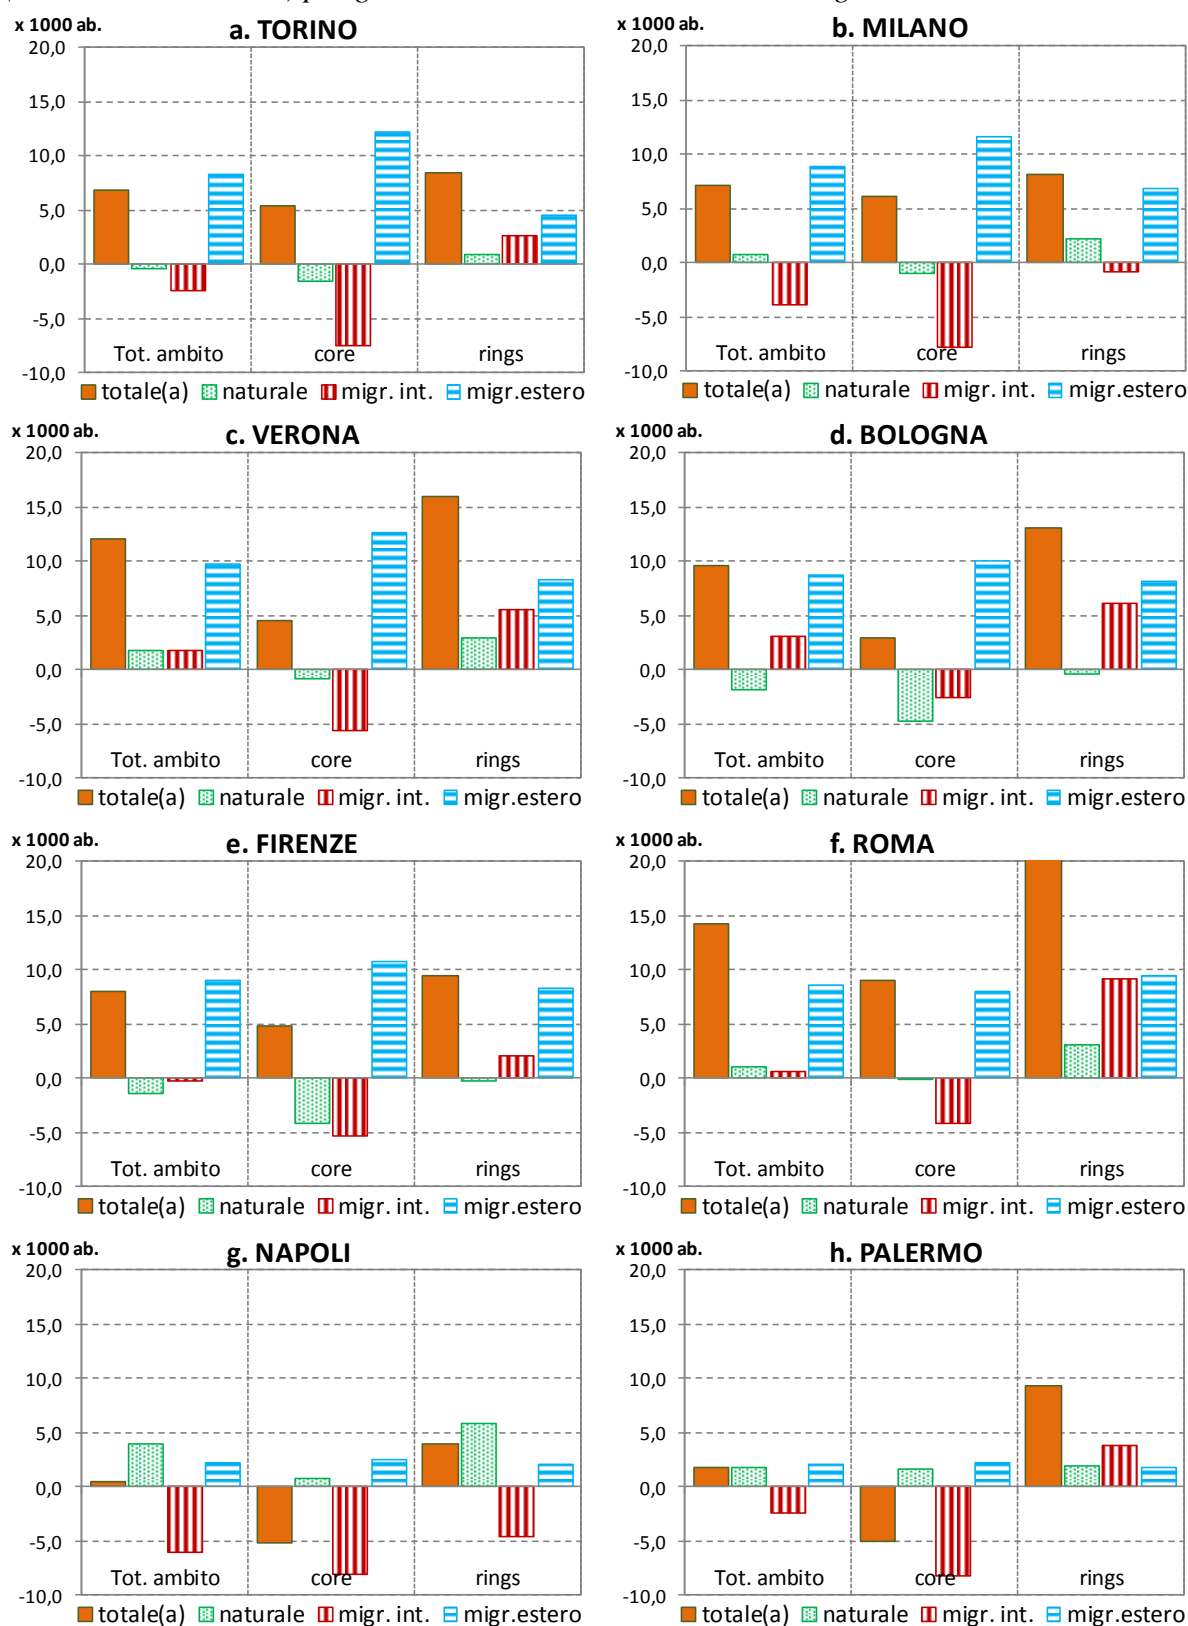 x 1000 ab.
a. TORINO
20,0
15,0
10,0
5,0
0,0
-5,0
-10,0
Tot. ambito core rings
totale(a) naturale migr. int. migr.estero
x 1000 ab.
b. MILANO
20,0
15,0
10,0
5,0
0,0
-5,0
-10,0
Tot. ambito core rings
totale(a) naturale migr. int. migr.estero
x 1000 ab.
c. VERONA
20,0
15,0
10,0
5,0
0,0
-5,0
-10,0
Tot. ambito core rings
totale(a) naturale migr. int. migr.estero
x 1000 ab.
d. BOLOGNA
20,0
15,0
10,0
5,0
0,0
-5,0
-10,0
Tot. ambito core rings
totale(a) naturale migr. int. migr.estero
x 1000 ab.
e. FIRENZE
20,0
15,0
10,0
5,0
0,0
-5,0
-10,0
Tot. ambito core rings
totale(a) naturale migr. int. migr.estero
x 1000 ab.
f. ROMA
20,0
15,0
10,0
5,0
0,0
-5,0
-10,0
Tot. ambito core rings
totale(a) naturale migr. int. migr.estero
x 1000 ab.
g. NAPOLI
20,0
15,0
10,0
5,0
0,0
-5,0
-10,0
Tot. ambito core rings
totale(a) naturale migr. int. migr.estero
x 1000 ab.
h. PALERMO
20,0
15,0
10,0
5,0
0,0
-5,0
-10,0
Tot. ambito core rings
totale(a) naturale migr. int. migr.estero